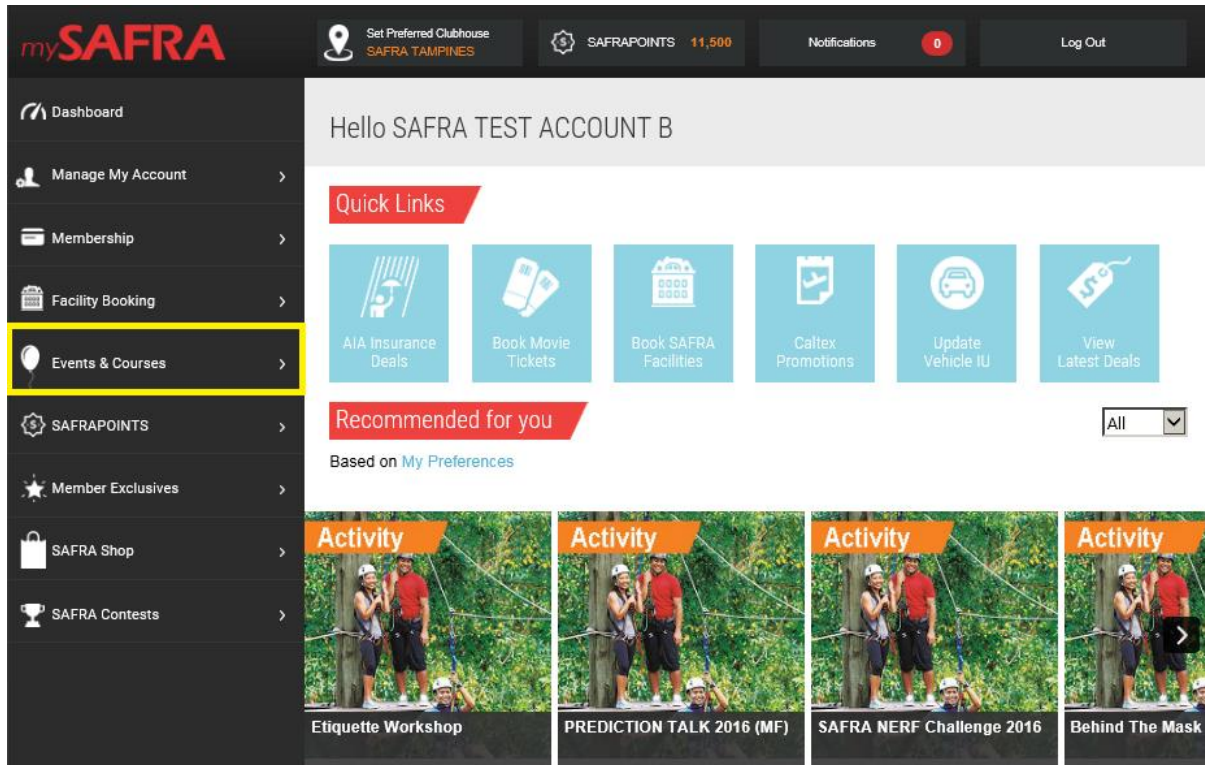 mySAFRA
Set Preferred Clubhouse
SAFRA TAMPINES
SAFRAPOINTS 11,500
Notifications 0
Log Out
Dashboard
Manage My Account
Membership
Facility Booking
Events & Courses
SAFRAPOINTS
Member Exclusives
SAFRA Shop
SAFRA Contests
Hello SAFRA TEST ACCOUNT B
Quick Links
AIA Insurance
Deals
Book Movie
Tickets
Book SAFRA
Facilities
Caltex
Promotions
Update
Vehicle IU
View
Latest Deals
Recommended for you
All
Based on My Preferences
Activity
Etiquette Workshop
Activity
PREDICTION TALK 2016 (MF)
Activity
SAFRA NERF Challenge 2016
Activity
Behind The Mask